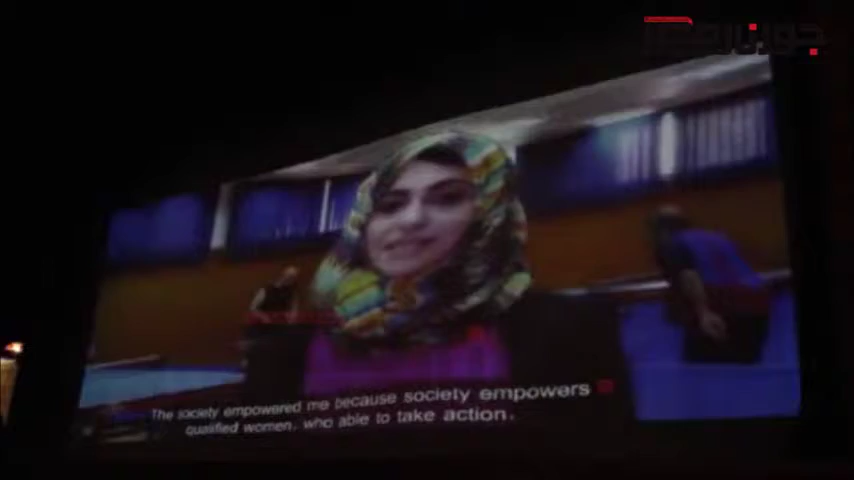 The society empowered me because society empowers
qualified women, who able to take action.